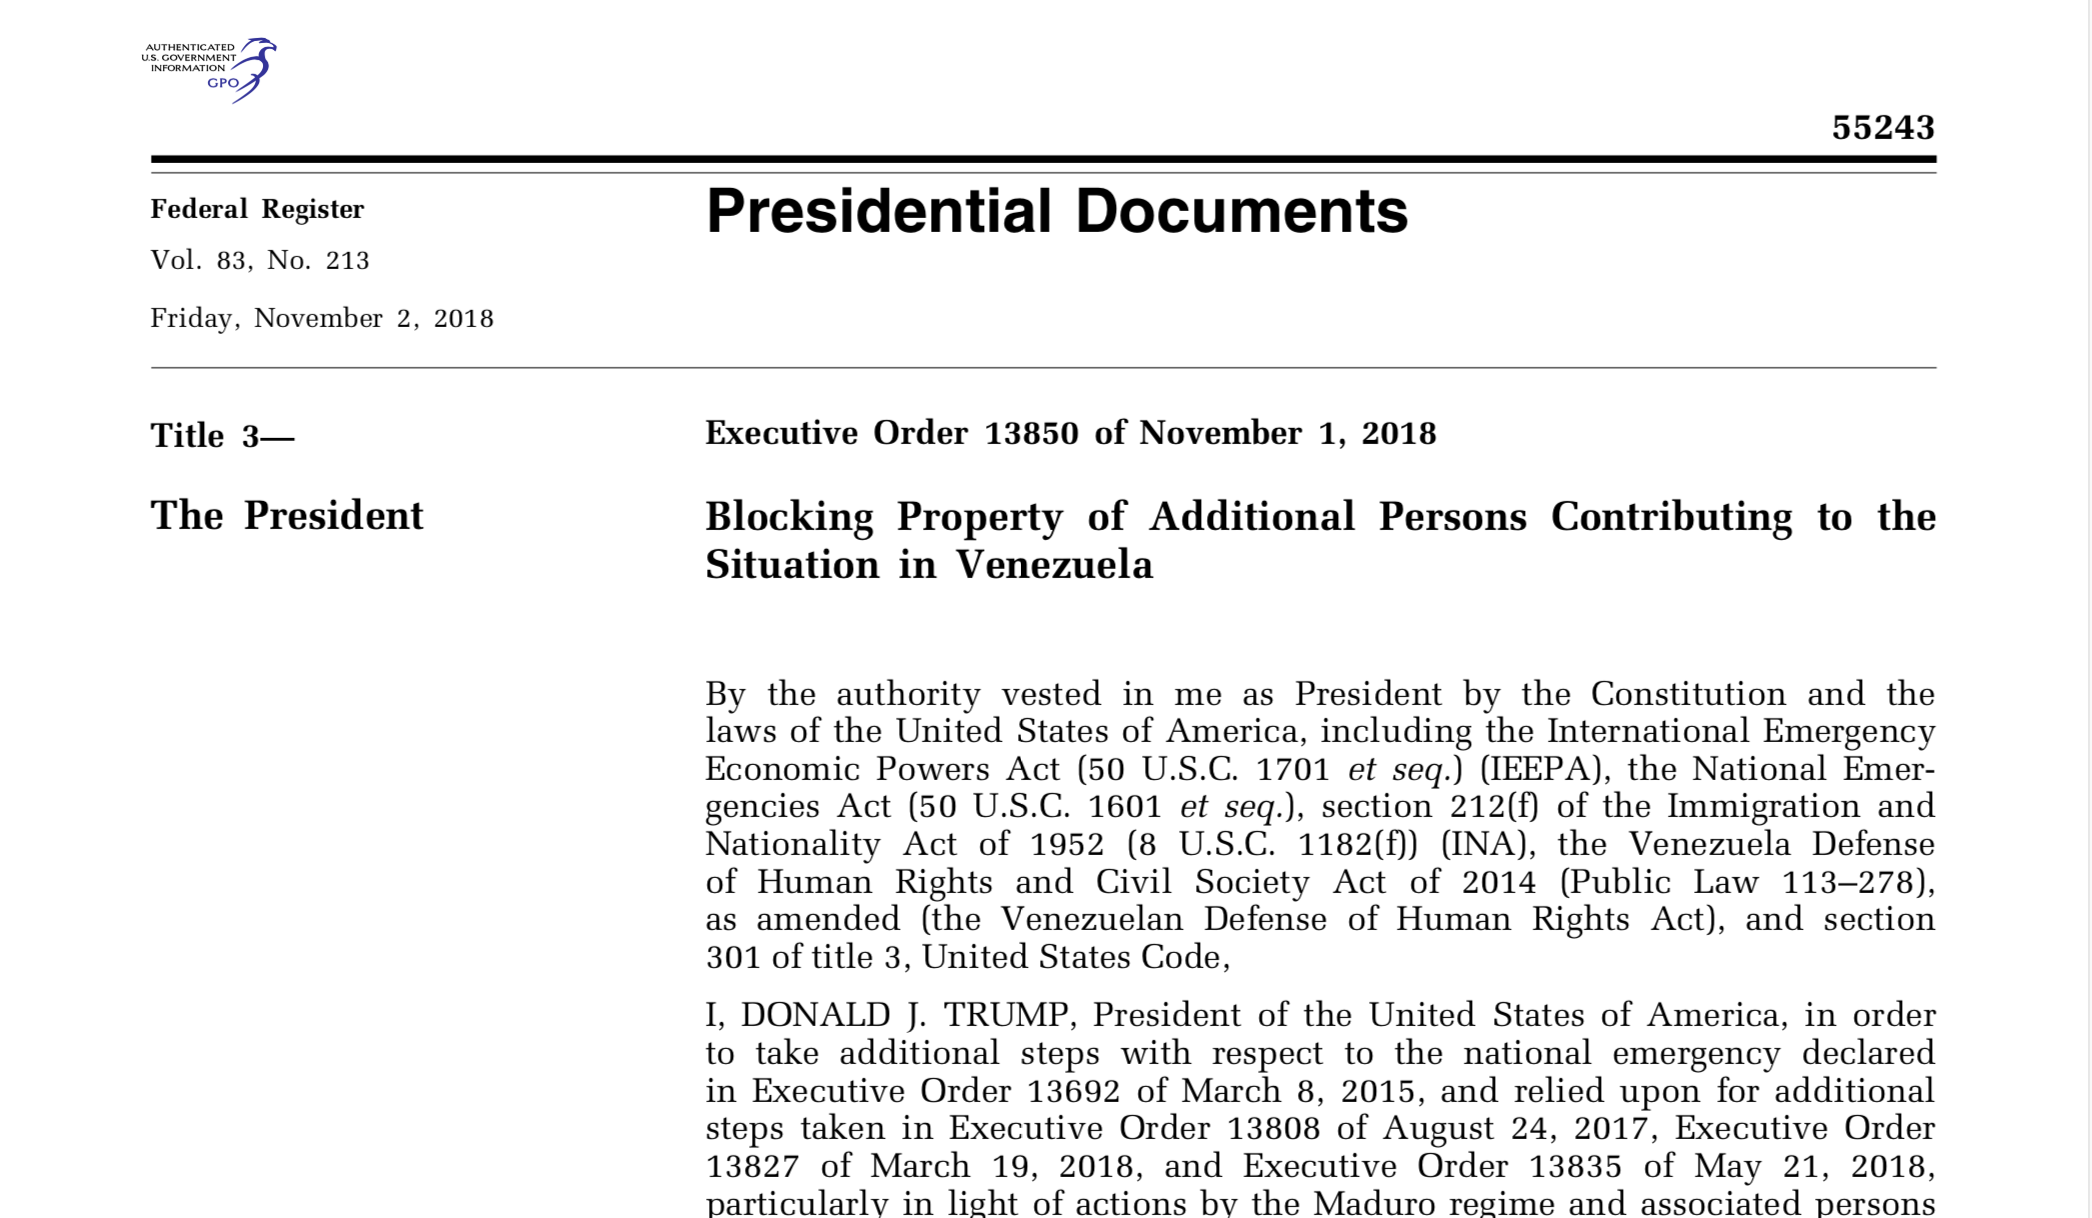 AUTHENTICATED
U.S. GOVERNMENT
INFORMATION
GPO
55243
Federal Register
Vol. 83, No. 213
Friday, November 2, 2018
Presidential Documents
Title 3—
The President
Executive Order 13850 of November 1, 2018
Blocking Property of Additional Persons Contributing to the
Situation in Venezuela
By the authority vested in me as President by the Constitution and the
laws of the United States of America, including the International Emergency
Economic Powers Act (50 U.S.C. 1701 et seq.) (IEEPA), the National Emer-
gencies Act (50 U.S.C. 1601 et seq.), section 212(f) of the Immigration and
Nationality Act of 1952 (8 U.S.C. 1182(f)) (INA), the Venezuela Defense
of Human Rights and Civil Society Act of 2014 (Public Law 113–278),
as amended (the Venezuelan Defense of Human Rights Act), and section
301 of title 3, United States Code,
I, DONALD J. TRUMP, President of the United States of America, in order
to take additional steps with respect to the national emergency declared
in Executive Order 13692 of March 8, 2015, and relied upon for additional
steps taken in Executive Order 13808 of August 24, 2017, Executive Order
13827 of March 19, 2018, and Executive Order 13835 of May 21, 2018,
particularly in light of actions by the Maduro regime and associated persons